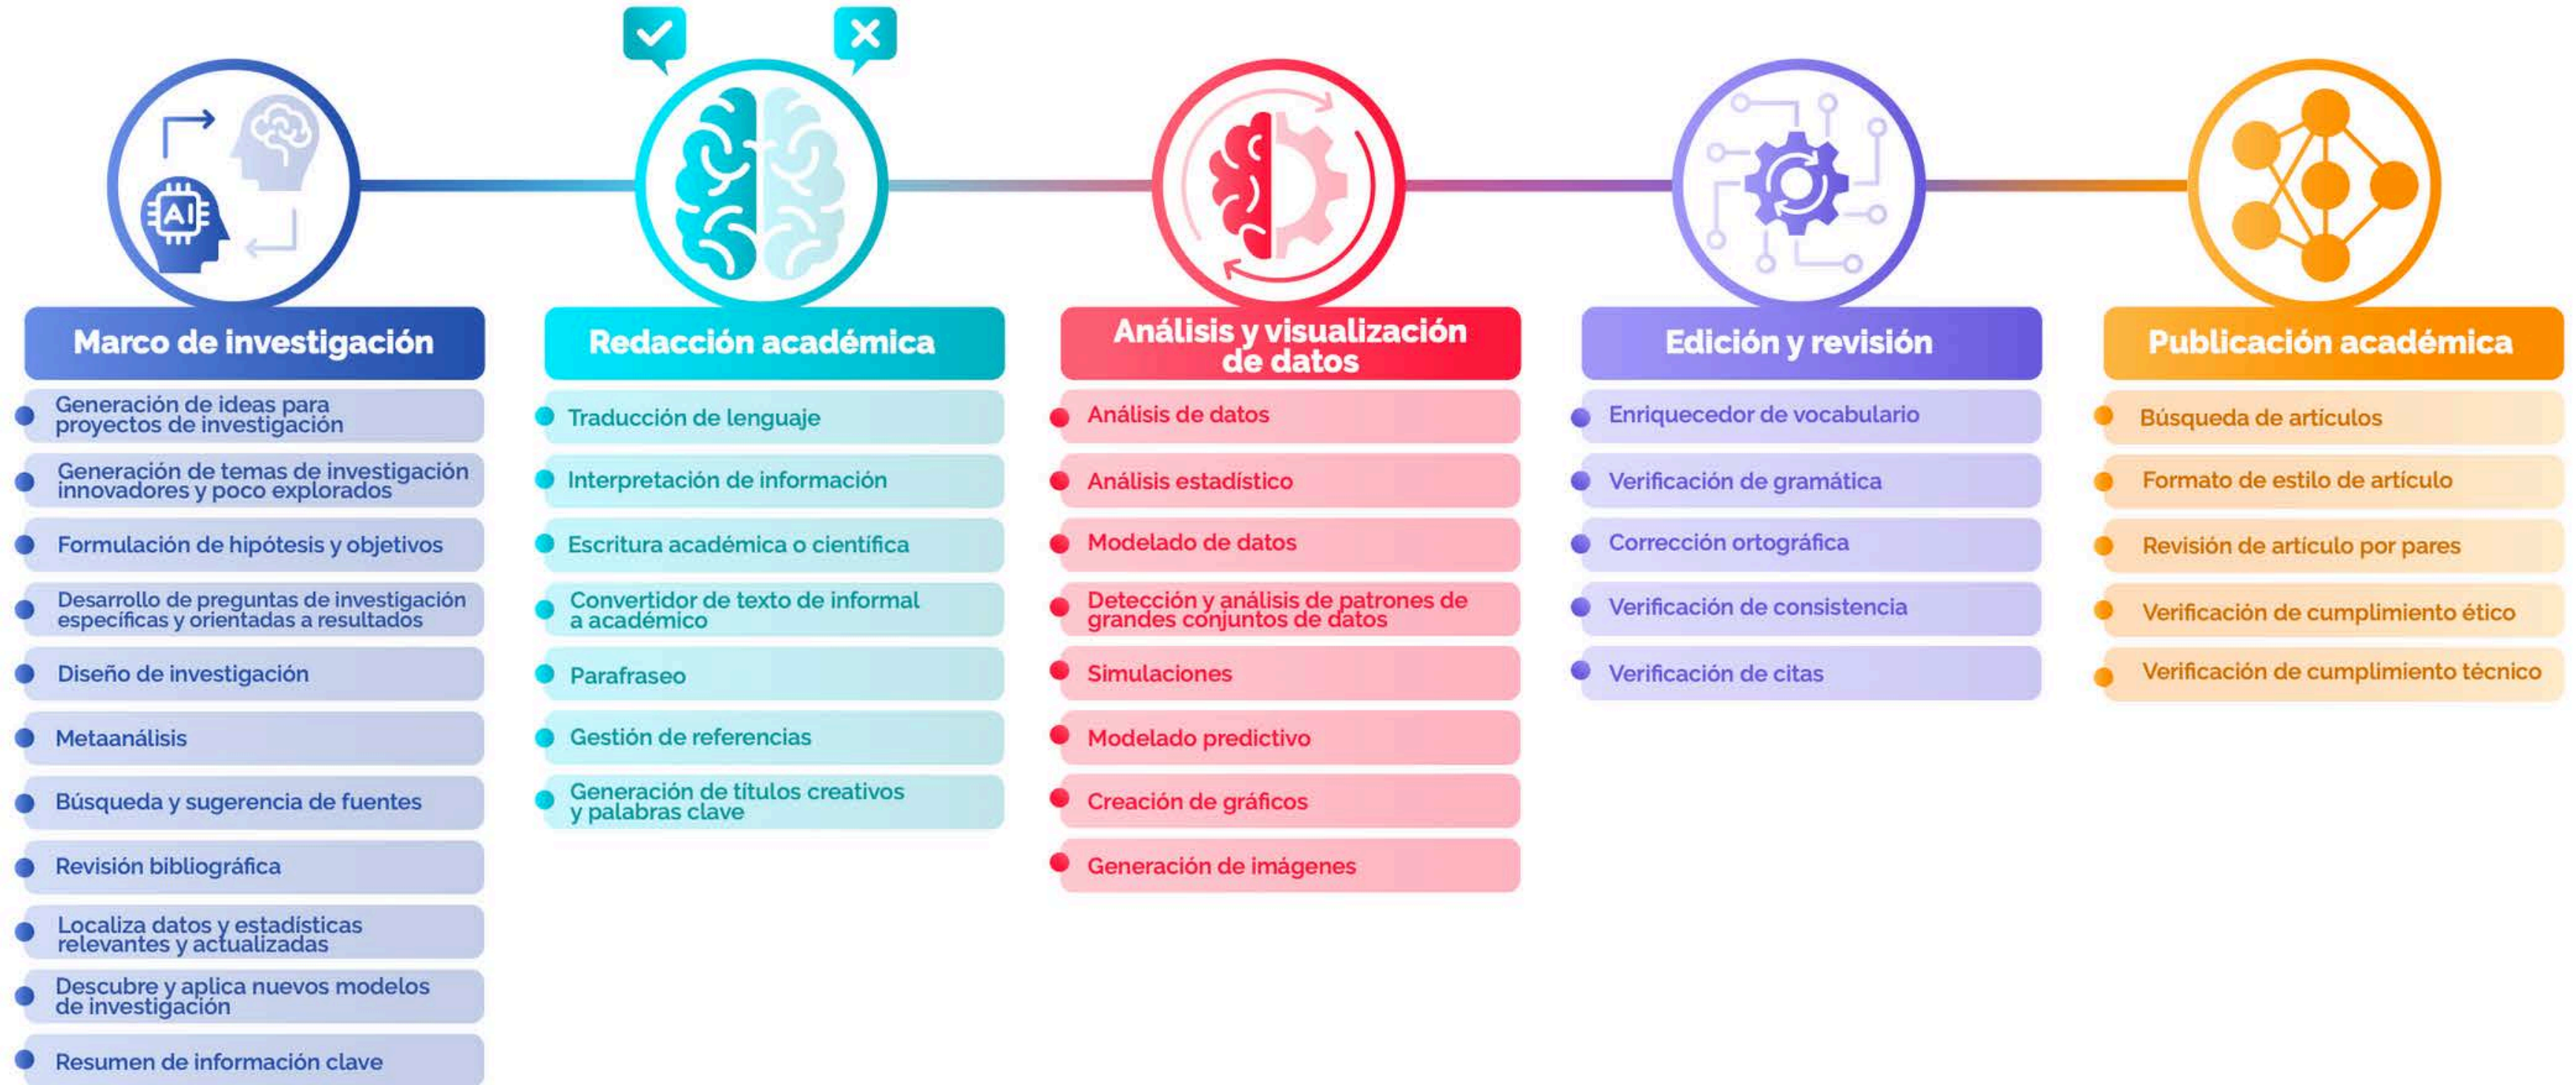 AI
Marco de investigación
Generación de ideas para
proyectos de investigación
Generación de temas de investigación
innovadores y poco explorados
Formulación de hipótesis y objetivos
Desarrollo de preguntas de investigación
específicas y orientadas a resultados
Diseño de investigación
Metaanálisis
Búsqueda y sugerencia de fuentes
Revisión bibliográfica
Localiza datos y estadísticas
relevantes y actualizadas
Descubre y aplica nuevos modelos
de investigación
Resumen de información clave
Redacción académica
Traducción de lenguaje
Interpretación de información
Escritura académica o científica
Convertidor de texto de informal
a académico
Parafraseo
Gestión de referencias
Generación de títulos creativos
y palabras clave
Análisis y visualización
de datos
Análisis de datos
Análisis estadístico
Modelado de datos
Detección y análisis de patrones de
grandes conjuntos de datos
Simulaciones
Modelado predictivo
Creación de gráficos
Generación de imágenes
Edición y revisión
Enriquecedor de vocabulario
Verificación de gramática
Corrección ortográfica
Verificación de consistencia
Verificación de citas
Publicación académica
Búsqueda de artículos
Formato de estilo de artículo
Revisión de artículo por pares
Verificación de cumplimiento ético
Verificación de cumplimiento técnico